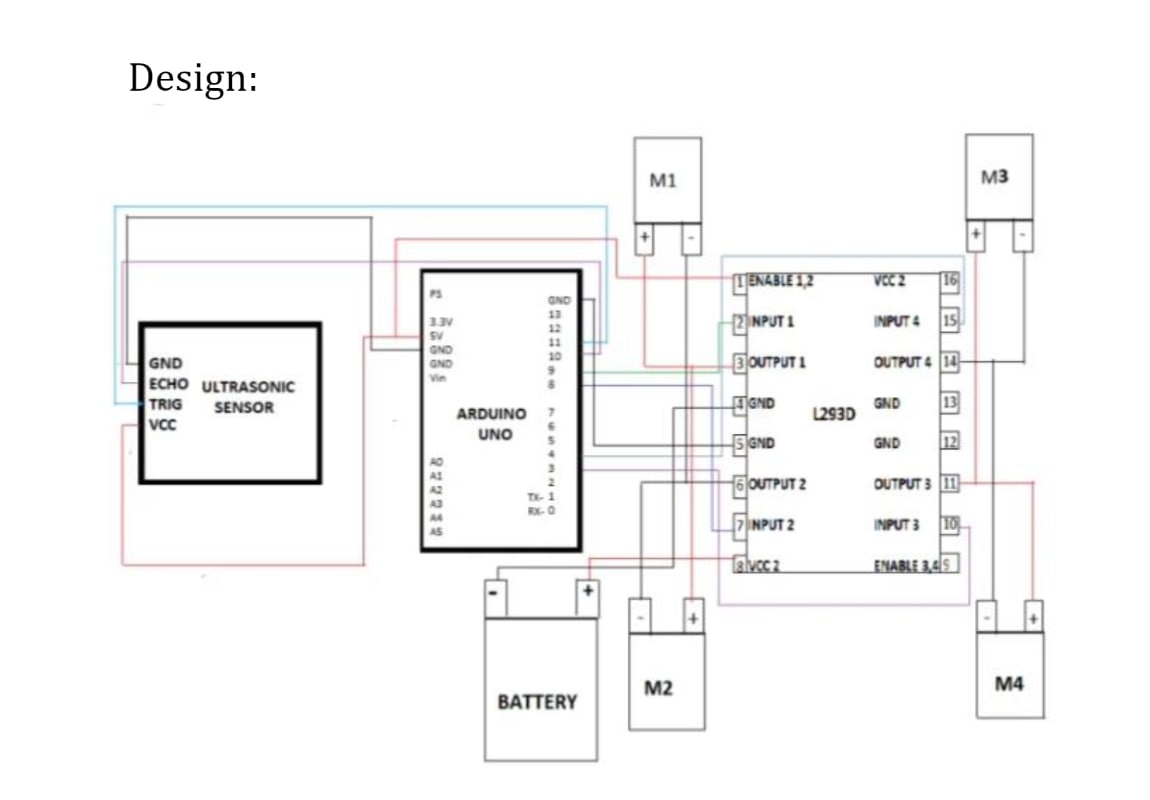 Design:
M1
+ -
M3
+ -
GND
ECHO
TRIG
VCC
ULTRASONIC
SENSOR
PS
3.3V
5V
GND
GND
Vin
A0
A1
A2
A3
A4
A5
ARDUINO
UNO
GND
13
12
11
10
9
8
7
6
5
4
3
2
TX- 1
RX- 0
1 ENABLE 1,2
2 INPUT 1
3 OUTPUT 1
4 GND
5 GND
6 OUTPUT 2
7 INPUT 2
8 VCC 2
L293D
VCC 2 16
INPUT 4 15
OUTPUT 4 14
GND 13
GND 12
OUTPUT 3 11
INPUT 3 10
ENABLE 3,4 9
- +
BATTERY
- +
M2
- +
M4